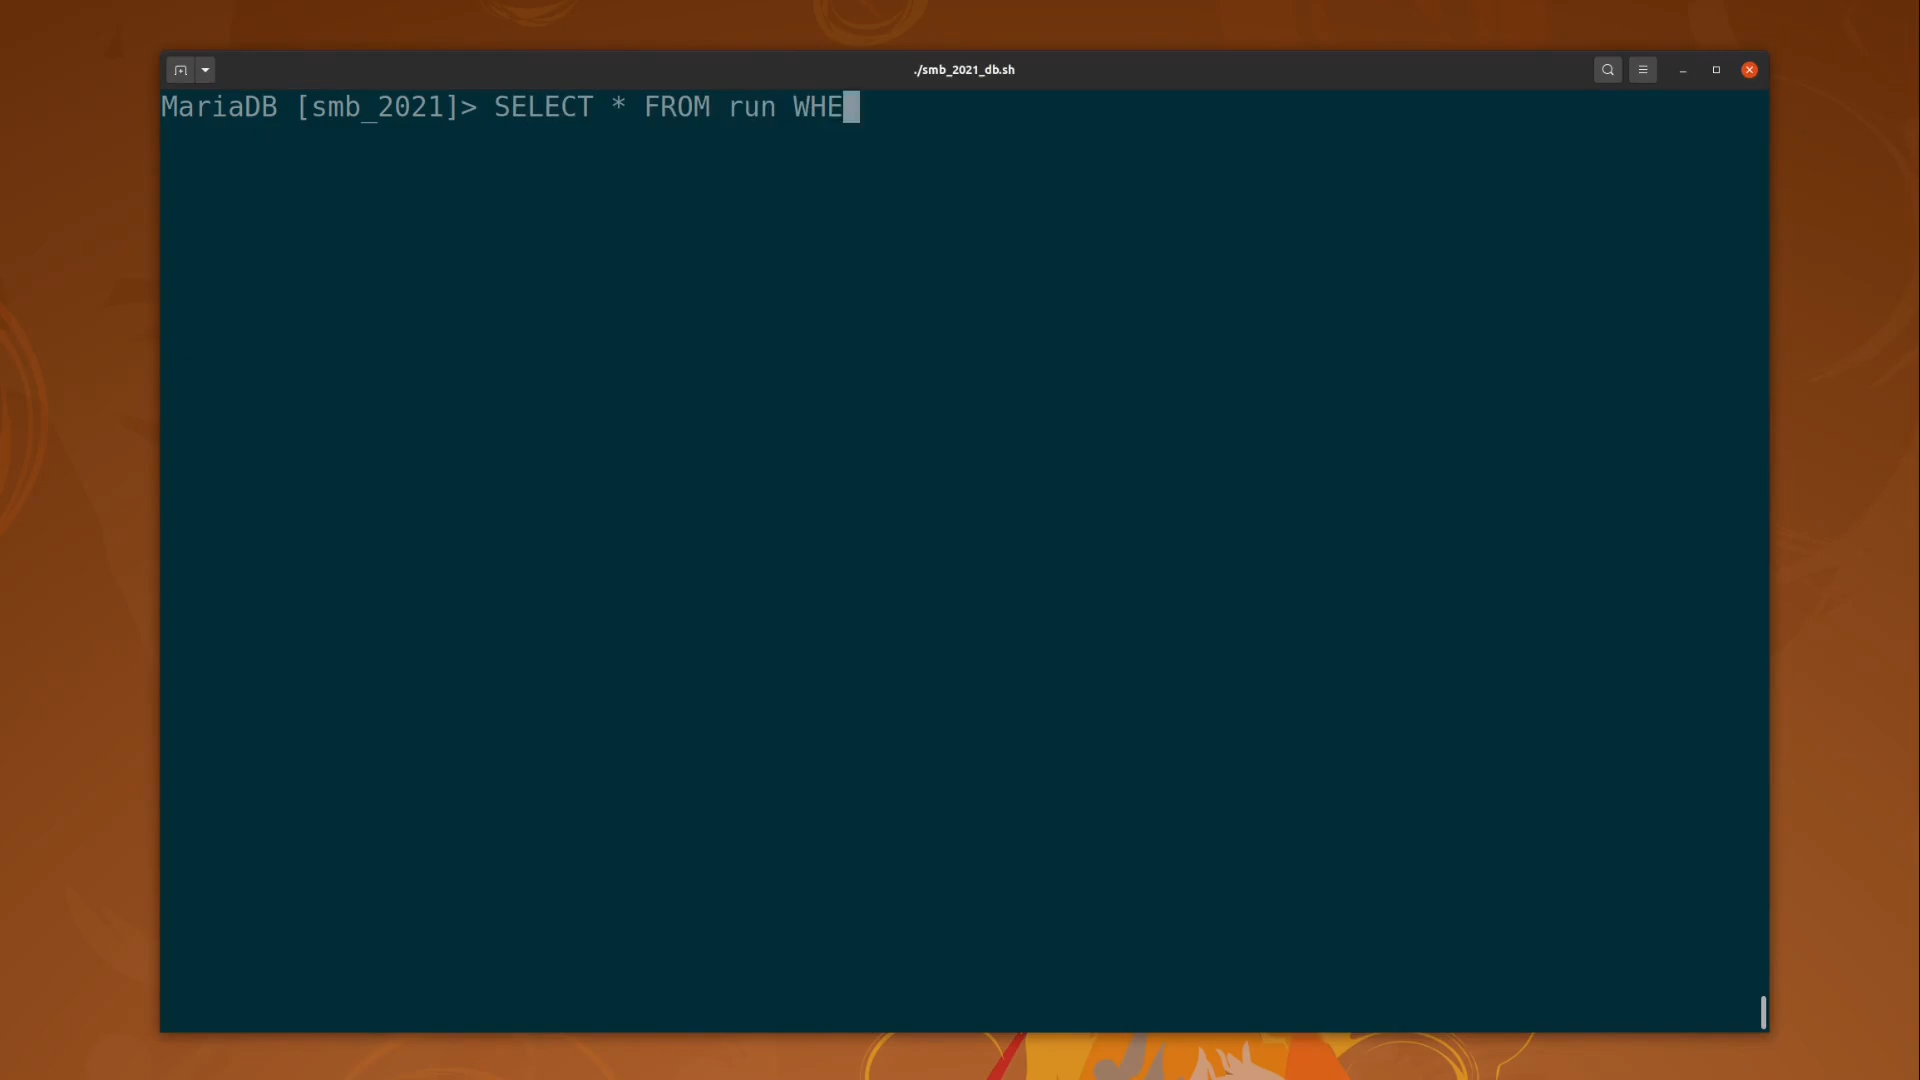 ./smb_2021_db.sh
MariaDB [smb_2021]> SELECT * FROM run WHE